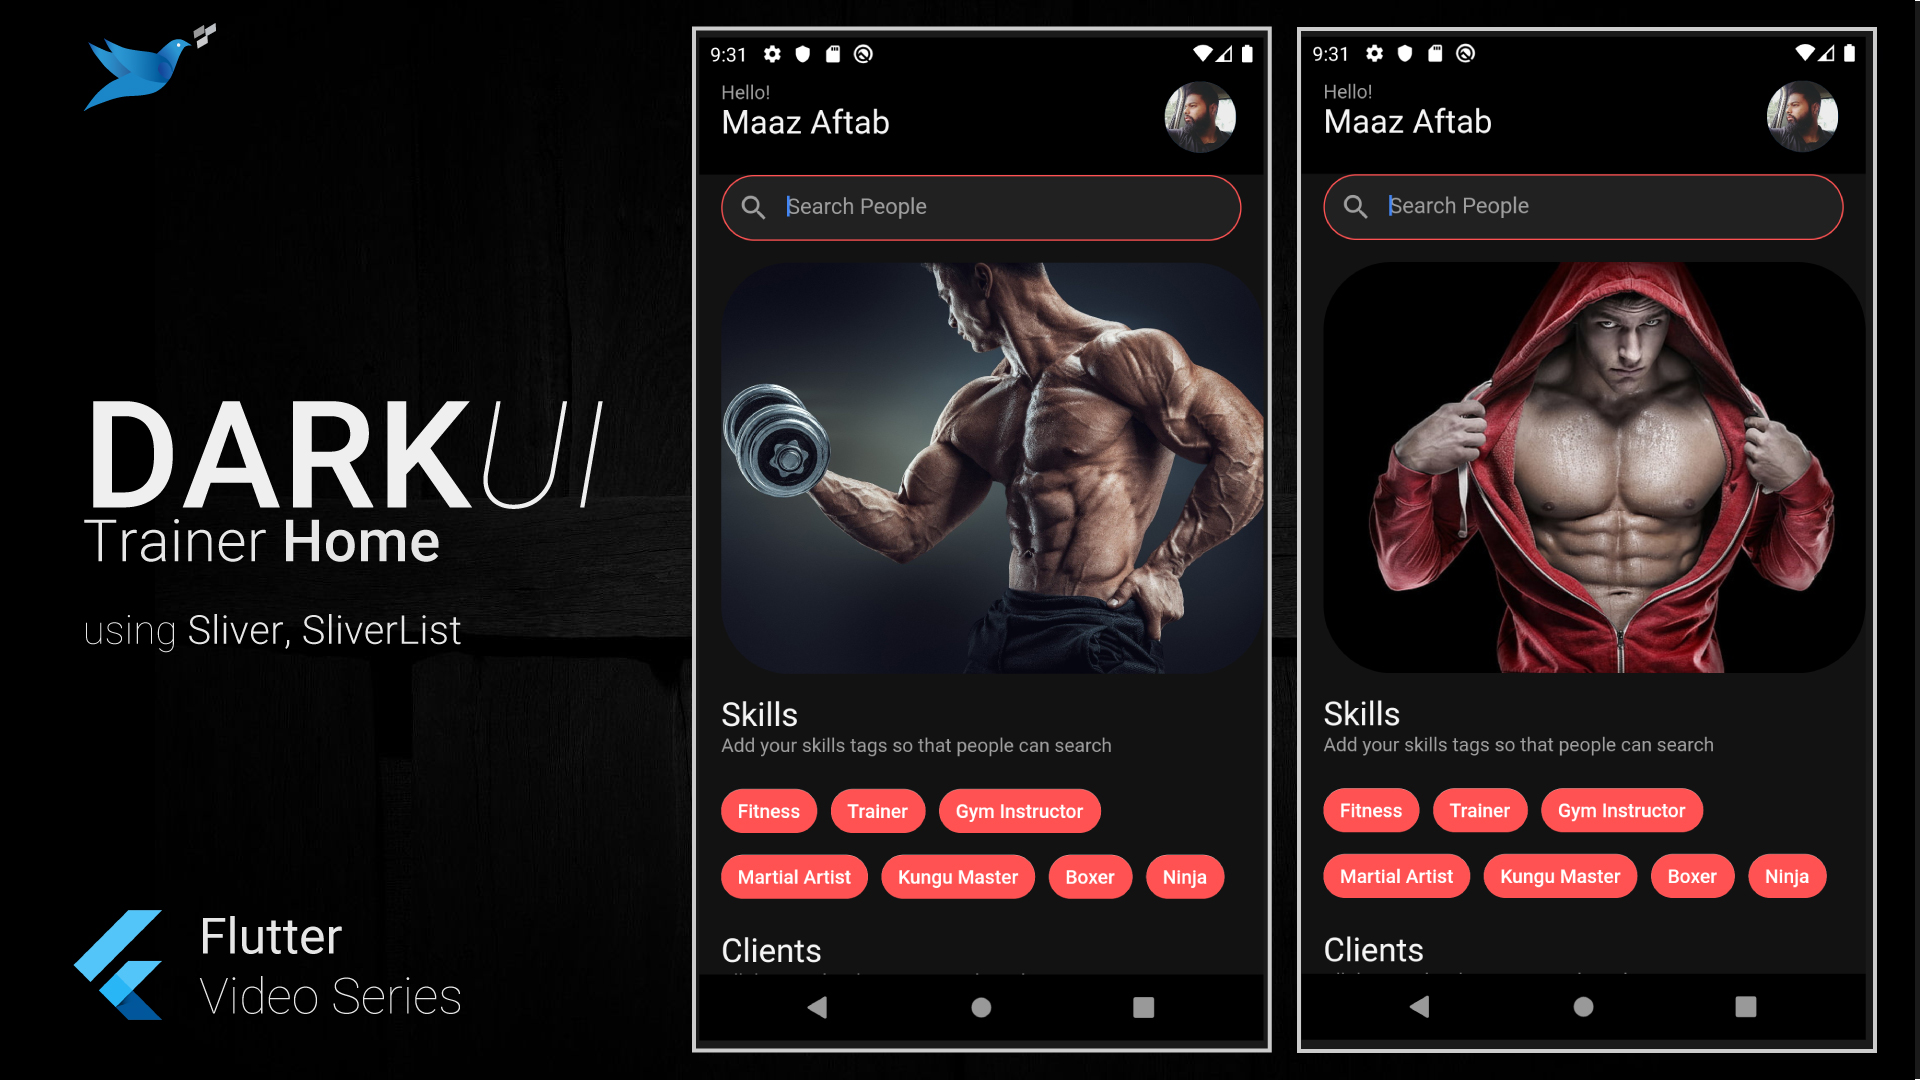 DARKUI
Trainer Home
using Sliver, SliverList
Flutter
Video Series
9:31
Hello!
Maaz Aftab
Search People
Skills
Add your skills tags so that people can search
Fitness Trainer Gym Instructor
Martial Artist Kungu Master Boxer Ninja
Clients
9:31
Hello!
Maaz Aftab
Search People
Skills
Add your skills tags so that people can search
Fitness Trainer Gym Instructor
Martial Artist Kungu Master Boxer Ninja
Clients